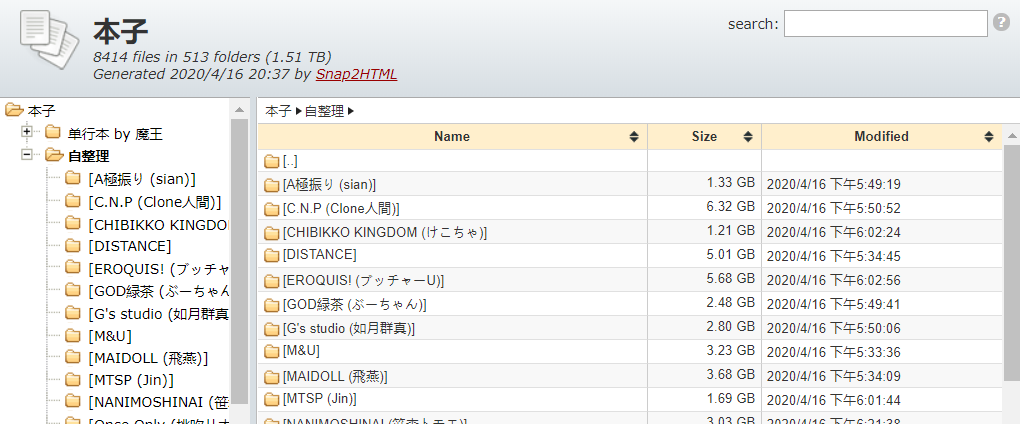 本子
search:
8414 files in 513 folders (1.51 TB)
Generated 2020/4/16 20:37 by Snap2HTML
本子
单行本 by 魔王
自整理
[A極振り (sian)]
[C.N.P (Clone人間)]
[CHIBIKKO KINGDOM
[DISTANCE]
[EROQUIS! (ブッチャー
[GOD緑茶 (ぶーちゃん
[G's studio (如月群真)
[M&U]
[MAIDOLL (飛燕)]
[MTSP (Jin)]
[NANIMOSHINAI (笹
本子 自整理
Name Size Modified
[..]
[A極振り (sian)] 1.33 GB 2020/4/16 下午5:49:19
[C.N.P (Clone人間)] 6.32 GB 2020/4/16 下午5:50:52
[CHIBIKKO KINGDOM (けこちゃ)] 1.21 GB 2020/4/16 下午6:02:24
[DISTANCE] 5.01 GB 2020/4/16 下午5:34:45
[EROQUIS! (ブッチャーU)] 5.68 GB 2020/4/16 下午6:02:56
[GOD緑茶 (ぶーちゃん)] 2.48 GB 2020/4/16 下午5:49:41
[G's studio (如月群真)] 2.80 GB 2020/4/16 下午5:50:06
[M&U] 3.23 GB 2020/4/16 下午5:33:36
[MAIDOLL (飛燕)] 3.68 GB 2020/4/16 下午5:34:09
[MTSP (Jin)] 1.69 GB 2020/4/16 下午6:01:44